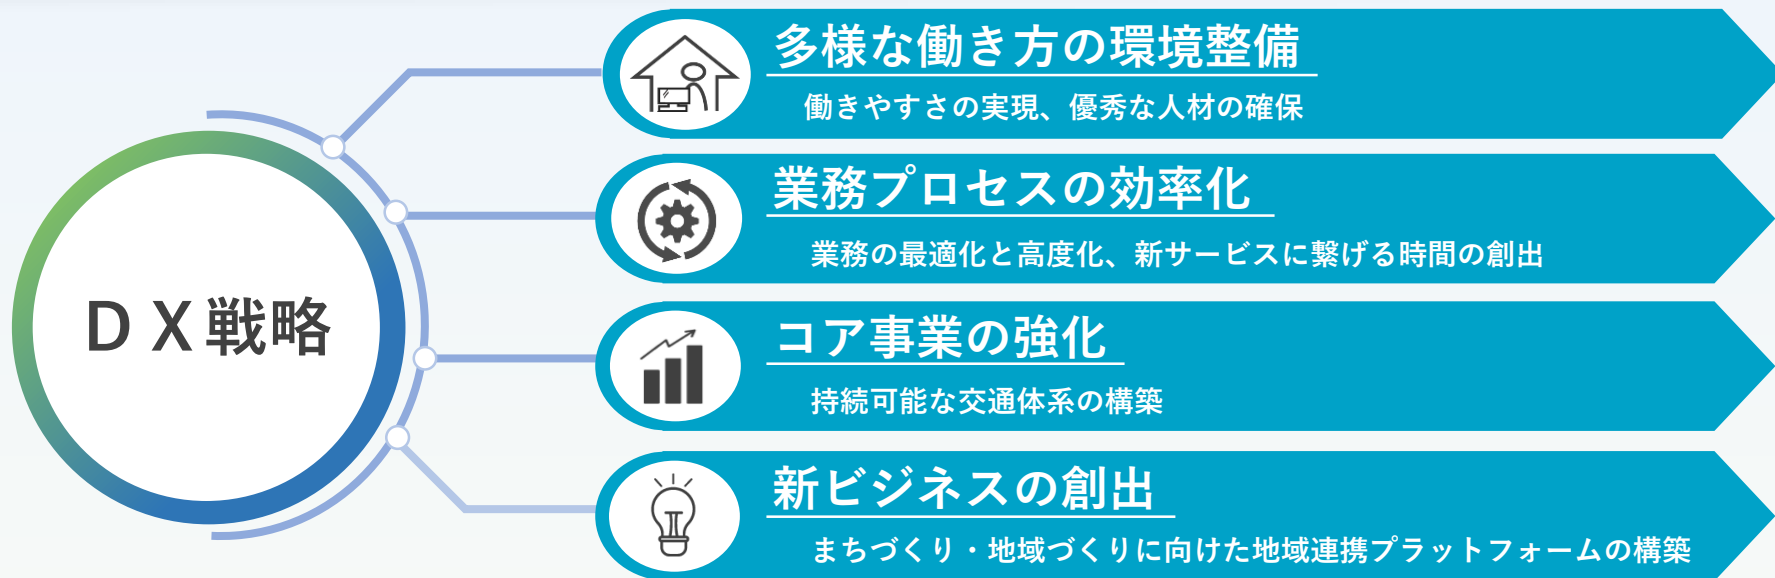 DX戦略
多様な働き方の環境整備
働きやすさの実現、優秀な人材の確保
業務プロセスの効率化
業務の最適化と高度化、新サービスに繋げる時間の創出
コア事業の強化
持続可能な交通体系の構築
新ビジネスの創出
まちづくり・地域づくりに向けた地域連携プラットフォームの構築